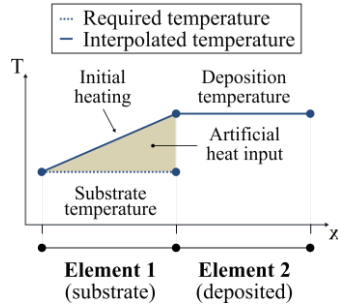 Required temperature
Interpolated temperature
T
Initial
heating
Deposition
temperature
Artificial
heat input
Substrate
temperature
x
Element 1
(substrate)
Element 2
(deposited)